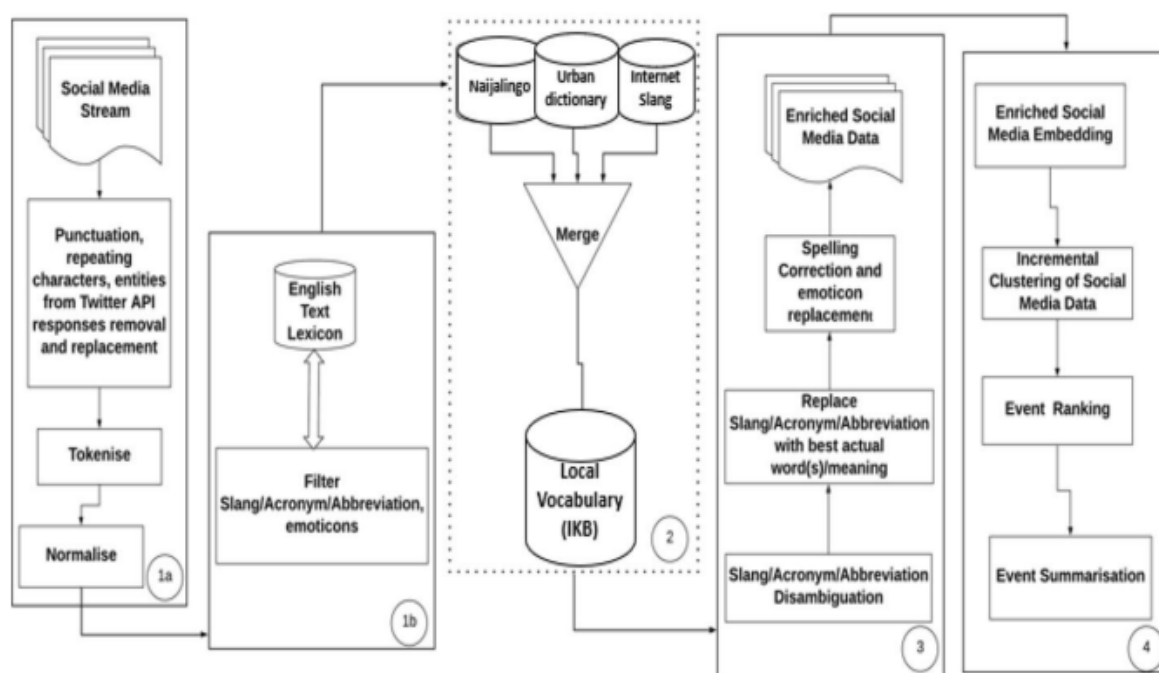 Social Media
Stream
Punctuation,
repeating
characters, entities
from Twitter API
responses removal
and replacement
Tokenise
Normalise
1a
English
Text
Lexicon
Filter
Slang/Acronym/Abbreviation,
emoticons
1b
Naijalingo
Urban
dictionary
Internet
Slang
Merge
Local
Vocabulary
(IKB)
2
Enriched Social
Media Data
Spelling
Correction and
emoticon
replacement
Replace
Slang/Acronym/Abbreviation
with best actual
word(s)/meaning
Slang/Acronym/Abbreviation
Disambiguation
3
Enriched Social
Media Embedding
Incremental
Clustering of Social
Media Data
Event Ranking
Event Summarisation
4